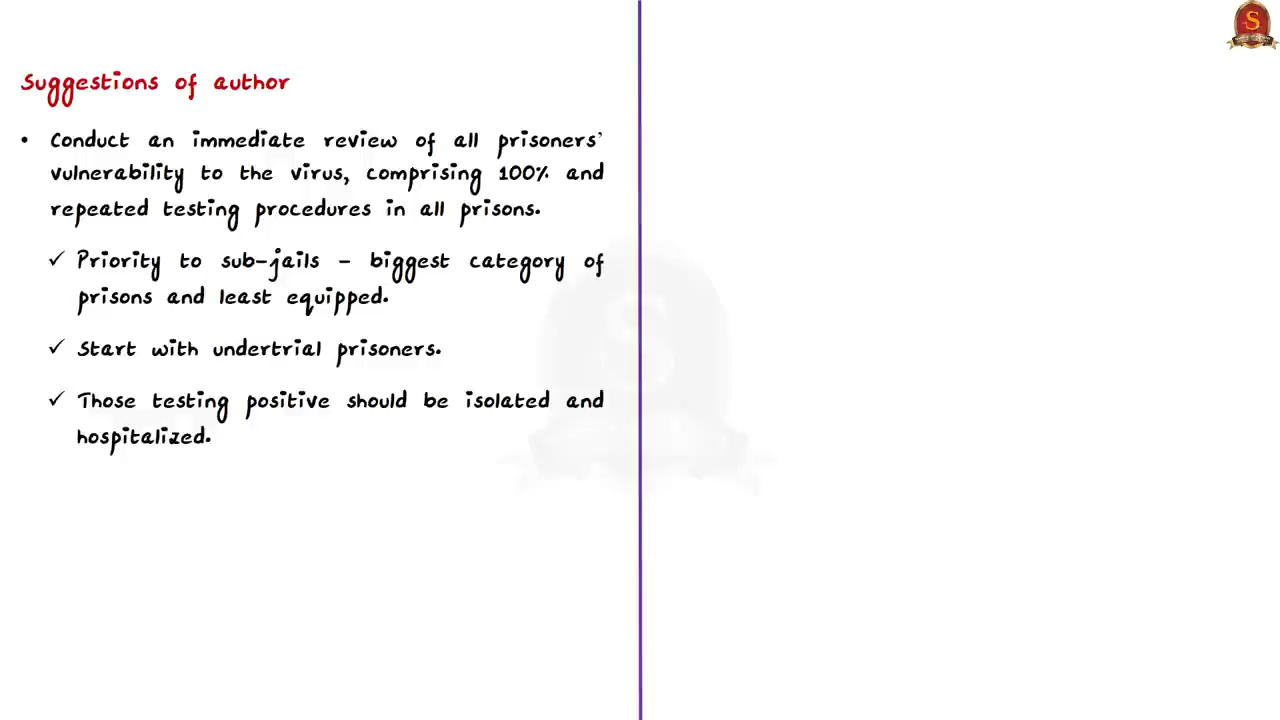 Suggestions of author
• Conduct an immediate review of all prisoners'
vulnerability to the virus, comprising 100% and
repeated testing procedures in all prisons.
✓ Priority to sub-jails - biggest category of
prisons and least equipped.
✓ Start with undertrial prisoners.
✓ Those testing positive should be isolated and
hospitalized.
S